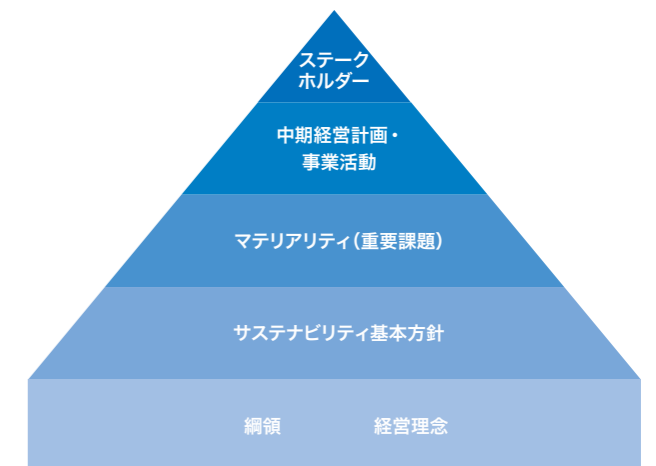 ステーク
ホルダー
中期経営計画・
事業活動
マテリアリティ(重要課題)
サステナビリティ基本方針
綱領 経営理念